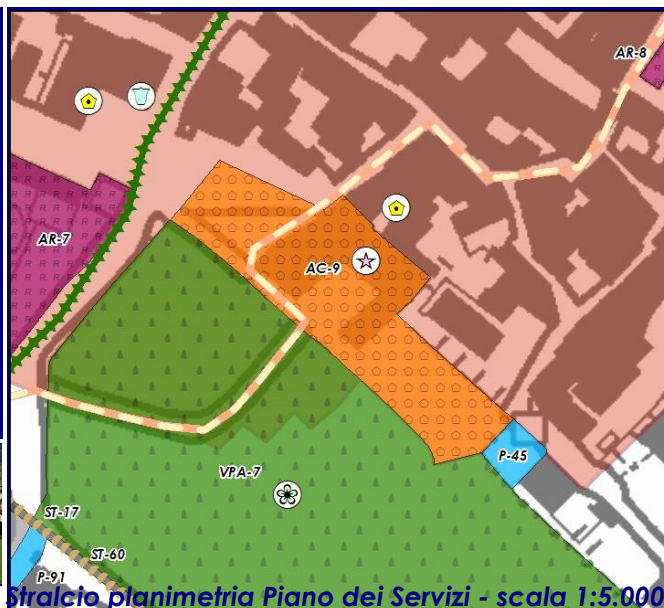 AR-8
AR-7
AC-9
P-45
VPA-7
ST-17
ST-60
P-91
Stralcio planimetria Piano dei Servizi - scala 1:5.000